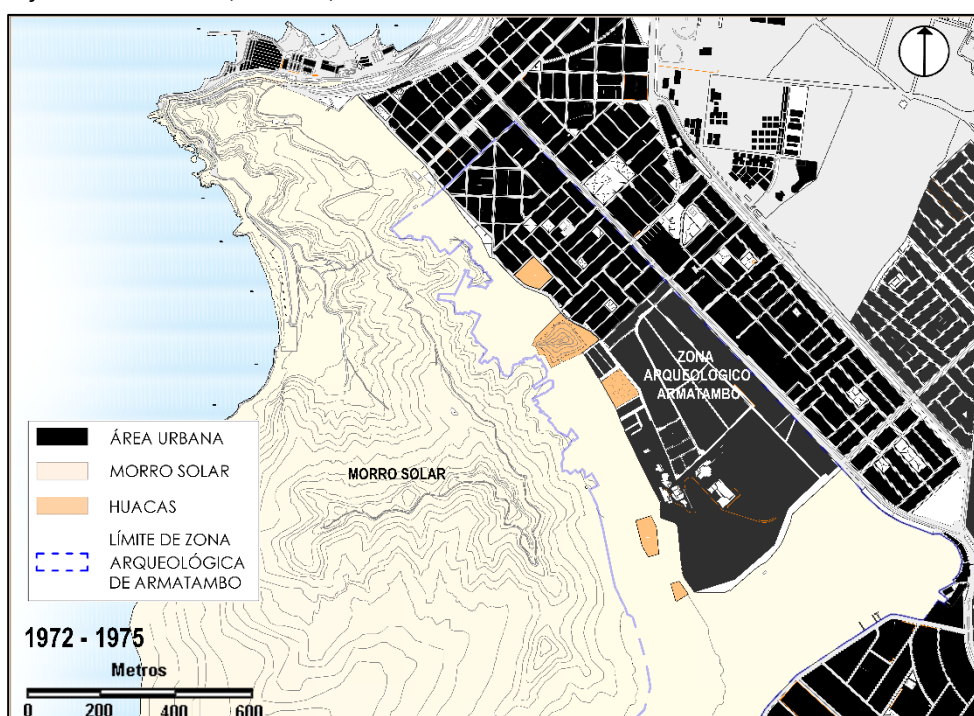 ZONA
ARQUEOLÓGICO
ARMATAMBO
MORRO SOLAR
ÁREA URBANA
MORRO SOLAR
HUACAS
LÍMITE DE ZONA
ARQUEOLÓGICA
DE ARMATAMBO
1972 - 1975
Metros
0 200 400 600